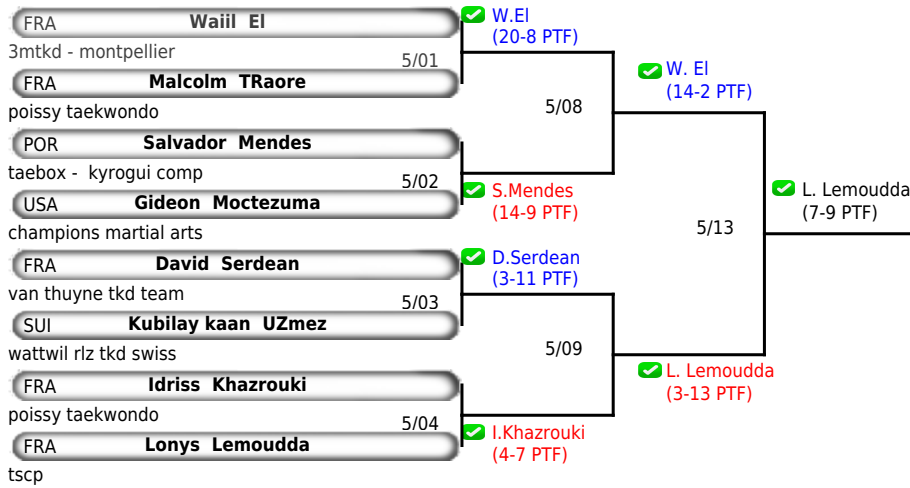 FRA Waiil El
W.El
(20-8 PTF)
3mtkd - montpellier
5/01
FRA Malcolm TRaore
poissy taekwondo
W. El
(14-2 PTF)
5/08
POR Salvador Mendes
taebox - kyrogui comp
5/02
S.Mendes
(14-9 PTF)
USA Gideon Moctezuma
champions martial arts
L. Lemoudda
(7-9 PTF)
5/13
FRA David Serdean
D.Serdean
(3-11 PTF)
van thuyne tkd team
5/03
SUI Kubilay kaan UZmez
wattwil rlz tkd swiss
5/09
L. Lemoudda
(3-13 PTF)
FRA Idriss Khazrouki
poissy taekwondo
5/04
I.Khazrouki
(4-7 PTF)
FRA Lonys Lemoudda
tscp